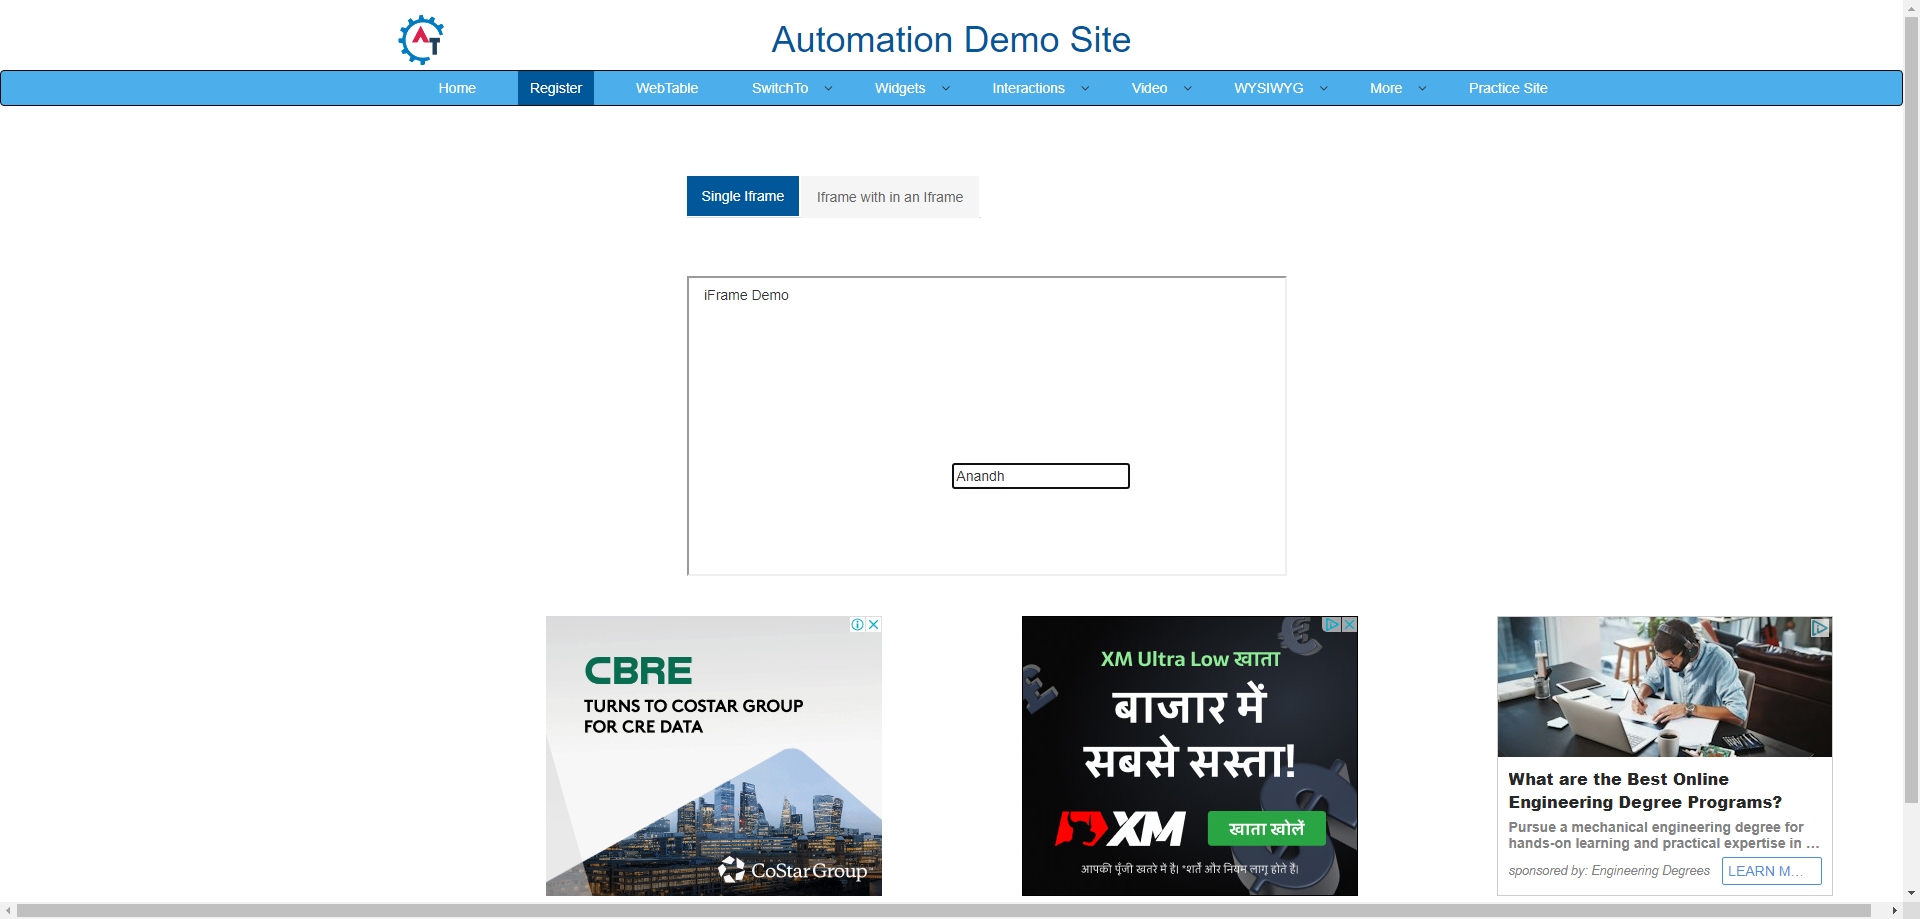 AT
Automation Demo Site
Home Register WebTable SwitchTo Widgets Interactions Video WYSIWYG More Practice Site
Single Iframe Iframe with in an Iframe
iFrame Demo
Anandh
CBRE
TURNS TO COSTAR GROUP
FOR CRE DATA
CoStar Group
XM Ultra Low खाता
बाजार में
सबसे सस्ता!
XM खाता खोलें
आपकी पूंजी खतरे में है। *शर्तें और नियम लागू होते हैं।
What are the Best Online
Engineering Degree Programs?
Pursue a mechanical engineering degree for
hands-on learning and practical expertise in ...
sponsored by: Engineering Degrees LEARN M...